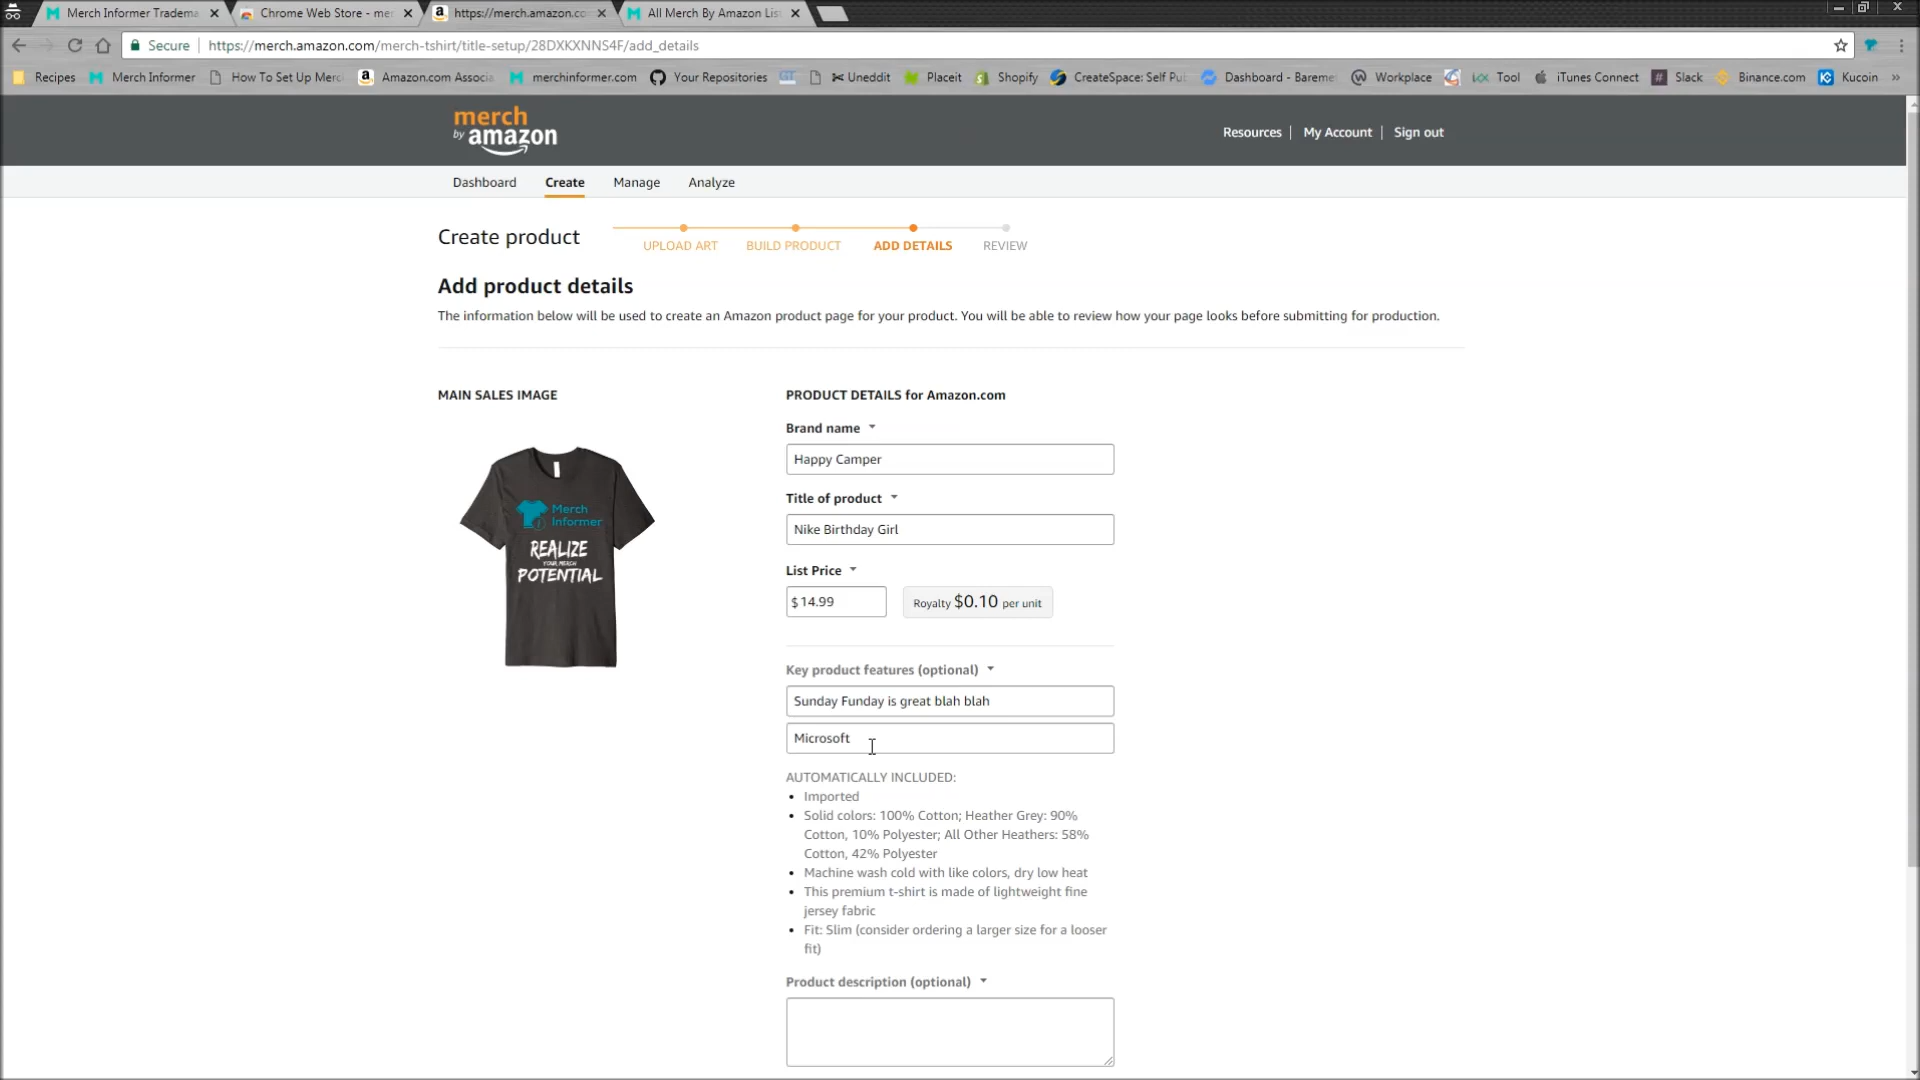 Merch Informer Tradema
Chrome Web Store - me
https://merch.amazon.co
All Merch By Amazon Lis
Secure
https://merch.amazon.com/merch-tshirt/title-setup/28DXKXNNS4F/add_details
Recipes
Merch Informer
How To Set Up Merc
Amazon.com Associa
merchinformer.com
Your Repositories
Uneddit
Placeit
Shopify
CreateSpace: Self Pu
Dashboard - Bareme
Workplace
Tool
iTunes Connect
Slack
Binance.com
Kucoin
merch
by amazon
Resources
My Account
Sign out
Dashboard
Create
Manage
Analyze
Create product
UPLOAD ART
BUILD PRODUCT
ADD DETAILS
REVIEW
Add product details
The information below will be used to create an Amazon product page for your product. You will be able to review how your page looks before submitting for production.
MAIN SALES IMAGE
Merch
Informer
REALIZE
YOUR MERCH
POTENTIAL
PRODUCT DETAILS for Amazon.com
Brand name
Happy Camper
Title of product
Nike Birthday Girl
List Price
$14.99
Royalty $0.10 per unit
Key product features (optional)
Sunday Funday is great blah blah
Microsoft
AUTOMATICALLY INCLUDED:
• Imported
• Solid colors: 100% Cotton; Heather Grey: 90%
Cotton, 10% Polyester; All Other Heathers: 58%
Cotton, 42% Polyester
• Machine wash cold with like colors, dry low heat
• This premium t-shirt is made of lightweight fine
jersey fabric
• Fit: Slim (consider ordering a larger size for a looser
fit)
Product description (optional)